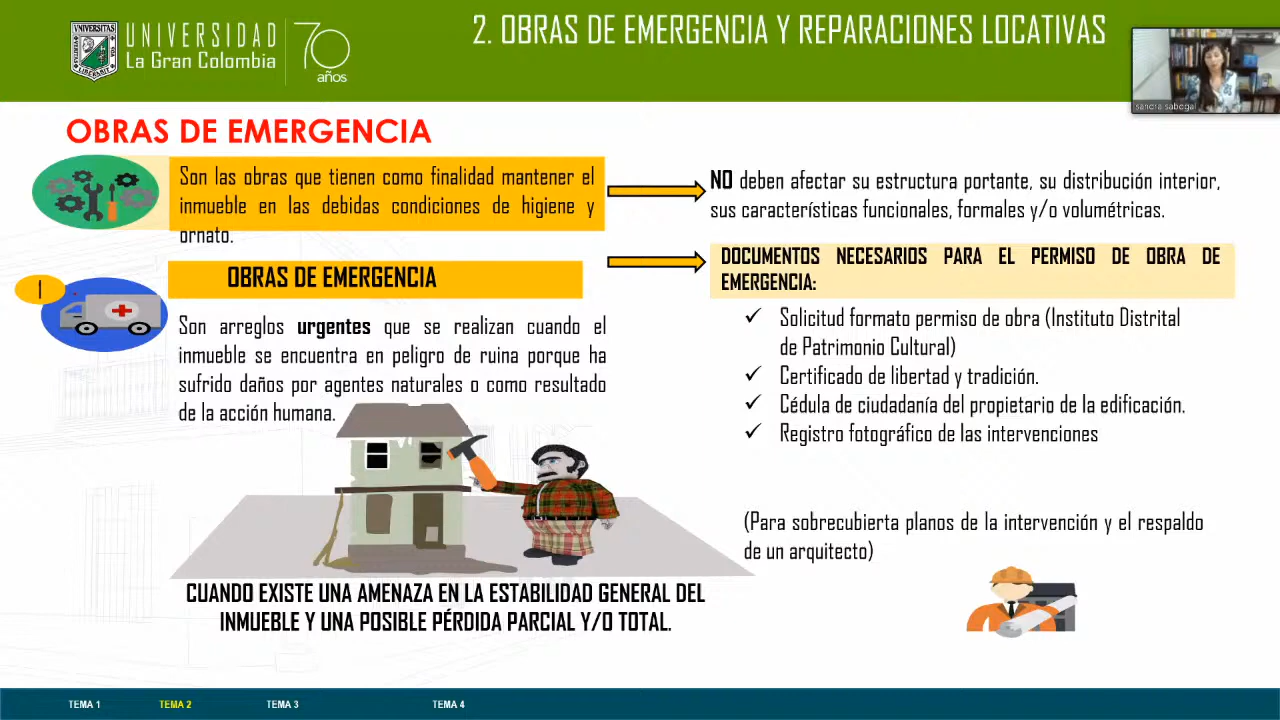 UNIVERSITAS
VERITAS LIBERABIT
UNIVERSIDAD
La Gran Colombia
70
años
2. OBRAS DE EMERGENCIA Y REPARACIONES LOCATIVAS
sandra sabogal
OBRAS DE EMERGENCIA
Son las obras que tienen como finalidad mantener el
inmueble en las debidas condiciones de higiene y
ornato.
1
OBRAS DE EMERGENCIA
Son arreglos urgentes que se realizan cuando el
inmueble se encuentra en peligro de ruina porque ha
sufrido daños por agentes naturales o como resultado
de la acción humana.
CUANDO EXISTE UNA AMENAZA EN LA ESTABILIDAD GENERAL DEL
INMUEBLE Y UNA POSIBLE PÉRDIDA PARCIAL Y/O TOTAL.
NO deben afectar su estructura portante, su distribución interior,
sus características funcionales, formales y/o volumétricas.
DOCUMENTOS NECESARIOS PARA EL PERMISO DE OBRA DE
EMERGENCIA:
✓ Solicitud formato permiso de obra (Instituto Distrital
de Patrimonio Cultural)
✓ Certificado de libertad y tradición.
✓ Cédula de ciudadanía del propietario de la edificación.
✓ Registro fotográfico de las intervenciones
(Para sobrecubierta planos de la intervención y el respaldo
de un arquitecto)
TEMA 1
TEMA 2
TEMA 3
TEMA 4